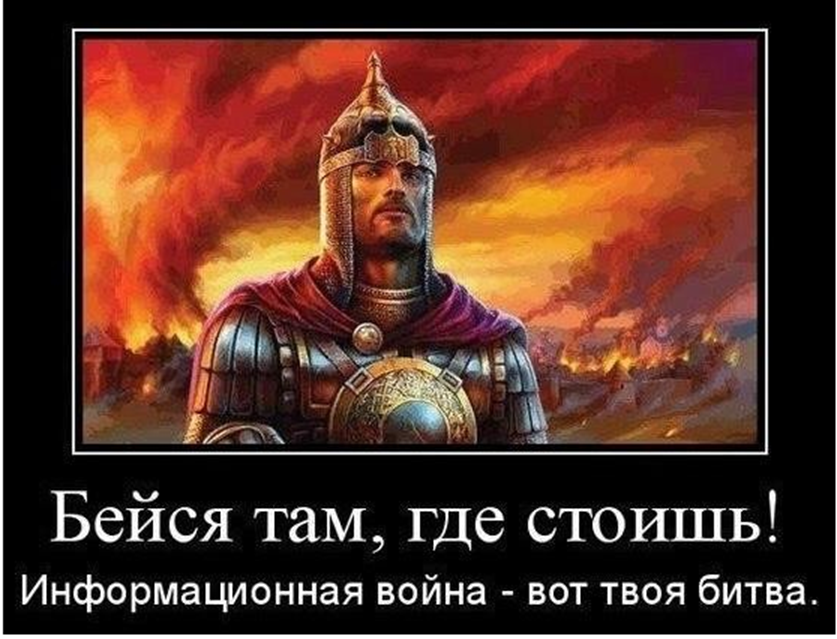 Бейся там, где стоишь!
Информационная война - вот твоя битва.